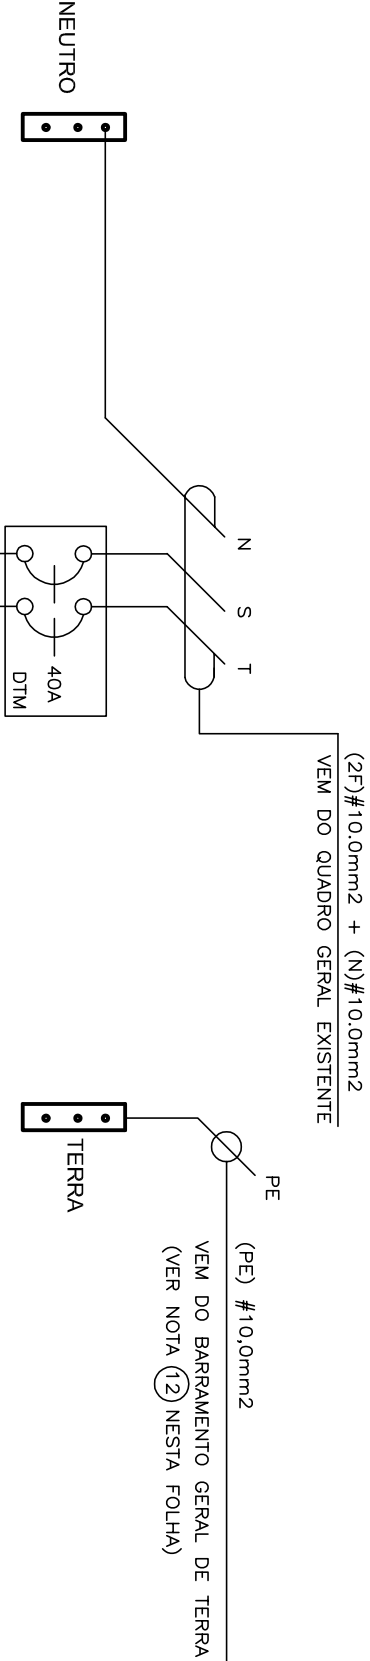 NEUTRO
N
S
T
40A
DTM
(2F)#10.0mm2 + (N)#10.0mm2
VEM DO QUADRO GERAL EXISTENTE
TERRA
PE
(PE) #10,0mm2
VEM DO BARRAMENTO GERAL DE TERRA
(VER NOTA 12 NESTA FOLHA)